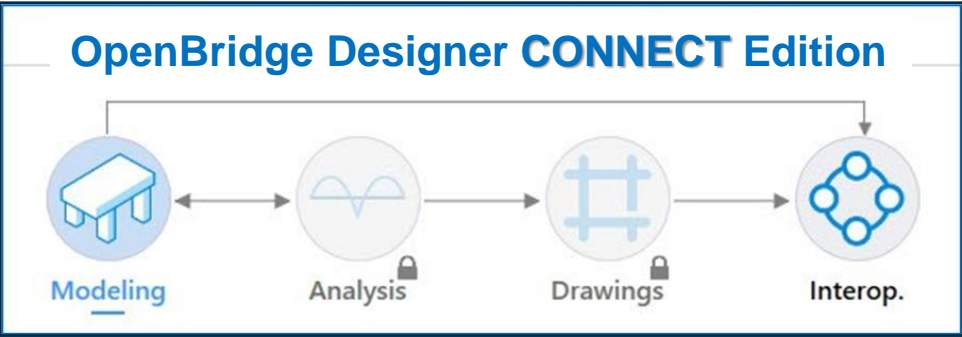 OpenBridge Designer CONNECT Edition
Modeling
Analysis
Drawings
Interop.